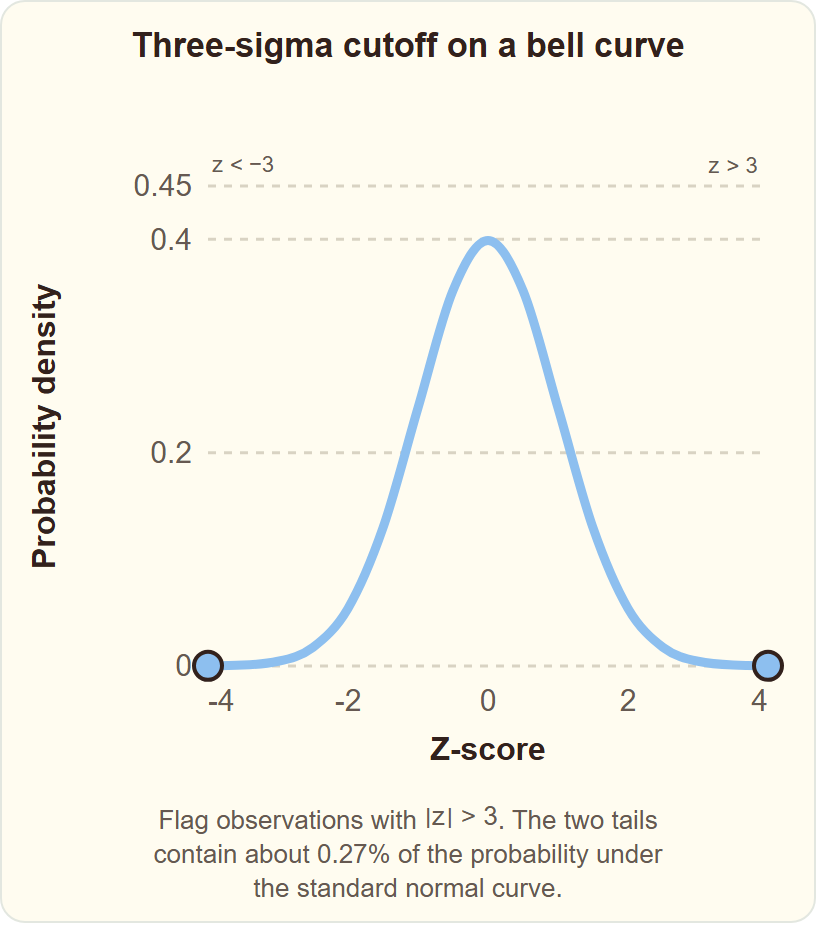 Three-sigma cutoff on a bell curve
z < −3
z > 3
0.45
0.4
0.2
0
Probability density
-4
-2
0
2
4
Z-score
Flag observations with |z| > 3. The two tails
contain about 0.27% of the probability under
the standard normal curve.